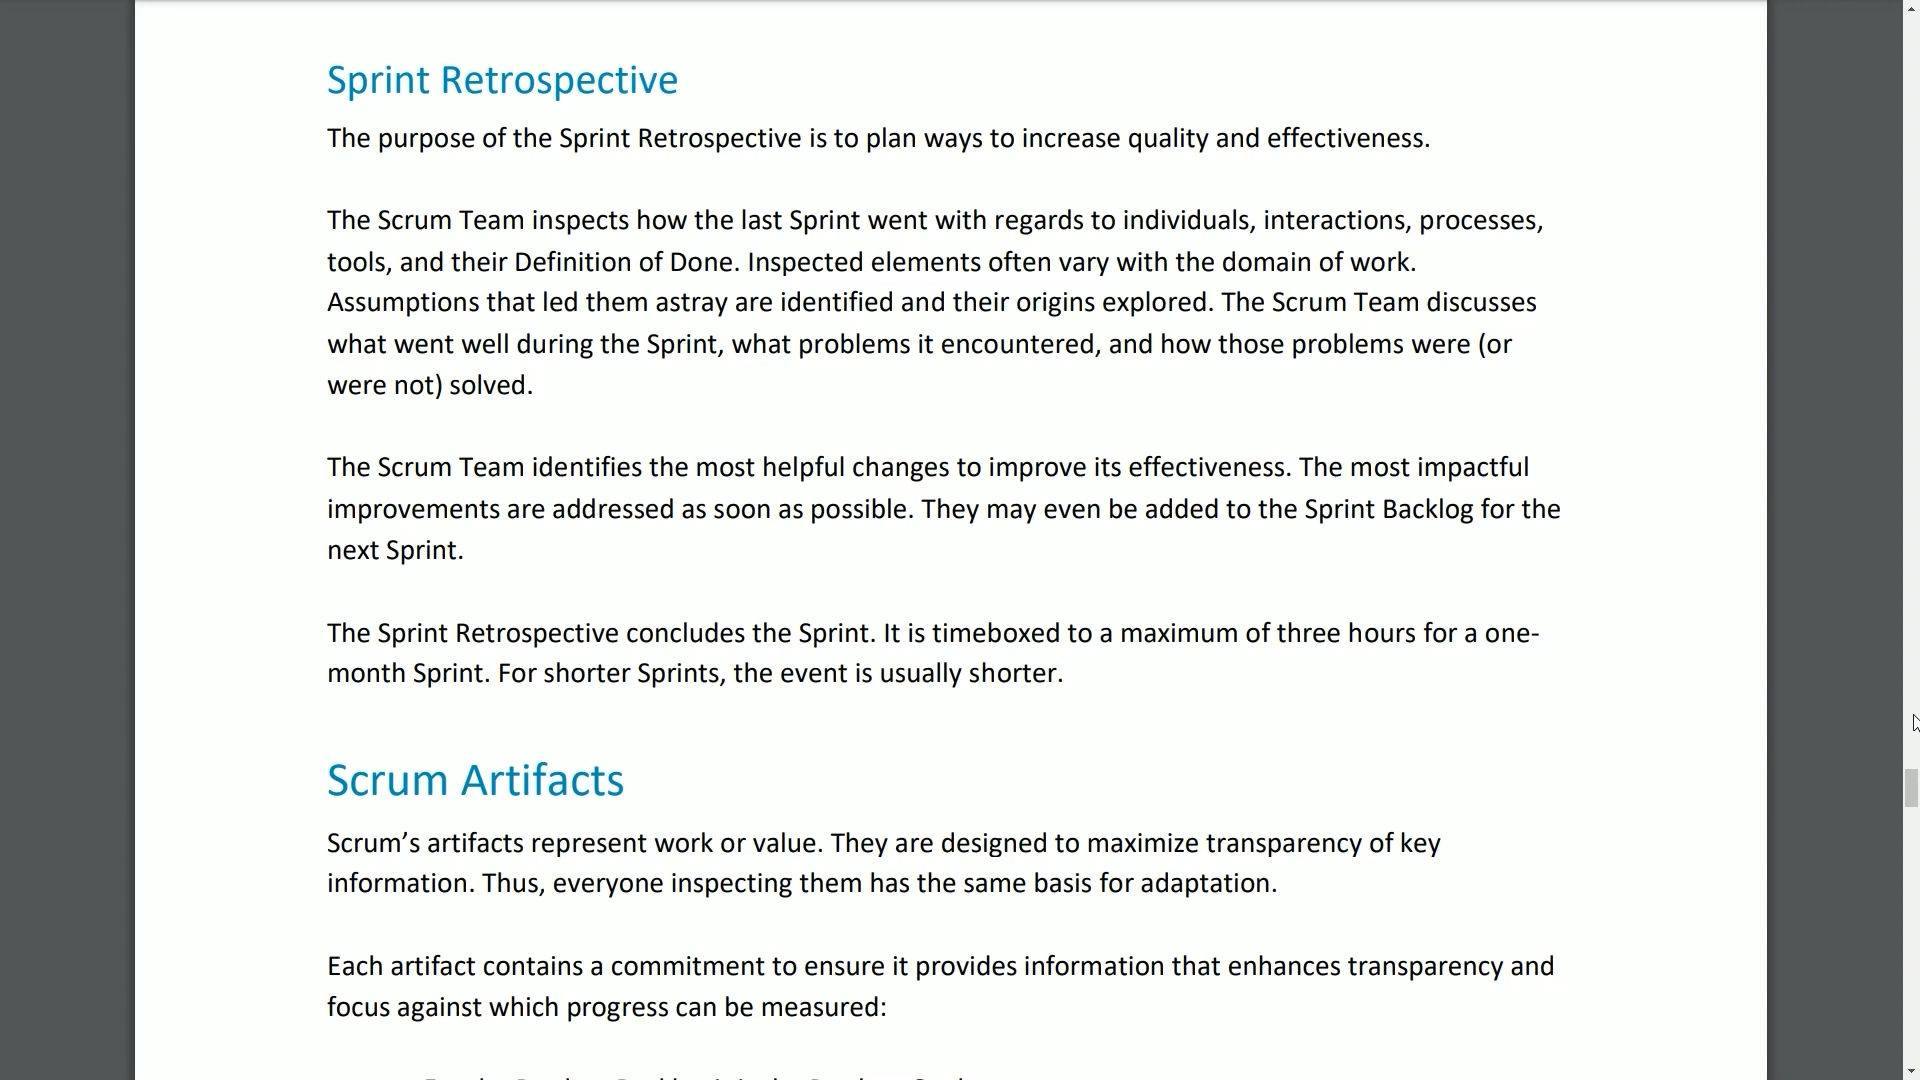 Sprint Retrospective
The purpose of the Sprint Retrospective is to plan ways to increase quality and effectiveness.
The Scrum Team inspects how the last Sprint went with regards to individuals, interactions, processes,
tools, and their Definition of Done. Inspected elements often vary with the domain of work.
Assumptions that led them astray are identified and their origins explored. The Scrum Team discusses
what went well during the Sprint, what problems it encountered, and how those problems were (or
were not) solved.
The Scrum Team identifies the most helpful changes to improve its effectiveness. The most impactful
improvements are addressed as soon as possible. They may even be added to the Sprint Backlog for the
next Sprint.
The Sprint Retrospective concludes the Sprint. It is timeboxed to a maximum of three hours for a one-
month Sprint. For shorter Sprints, the event is usually shorter.
Scrum Artifacts
Scrum’s artifacts represent work or value. They are designed to maximize transparency of key
information. Thus, everyone inspecting them has the same basis for adaptation.
Each artifact contains a commitment to ensure it provides information that enhances transparency and
focus against which progress can be measured: